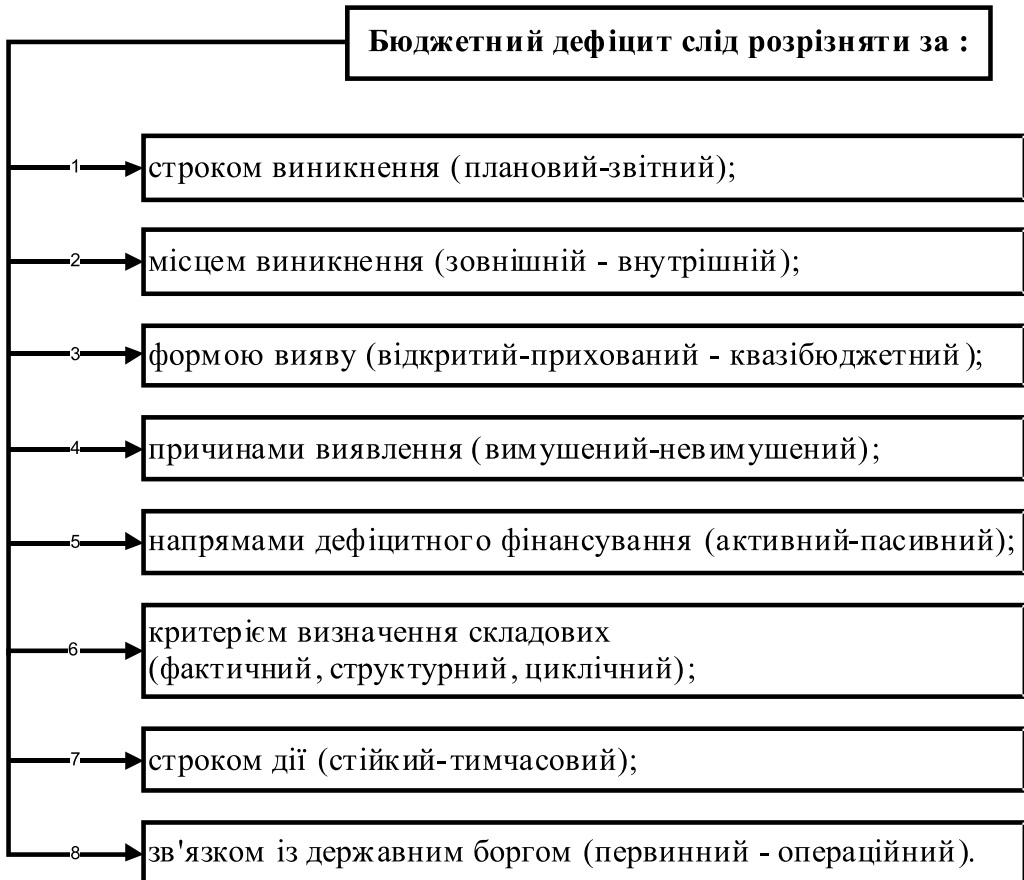 Бюджетний дефіцит слід розрізняти за :
1 строком виникнення (плановий-звітний);
2 місцем виникнення (зовнішній - внутрішній);
3 формою вияву (відкритий-прихований - квазібюджетний );
4 причинами виявлення (вимушений-невимушений);
5 напрямами дефіцитного фінансування (активний-пасивний);
6 критерієм визначення складових
(фактичний, структурний, циклічний);
7 строком дії (стійкий-тимчасовий);
8 зв'язком із державним боргом (первинний - операційний).